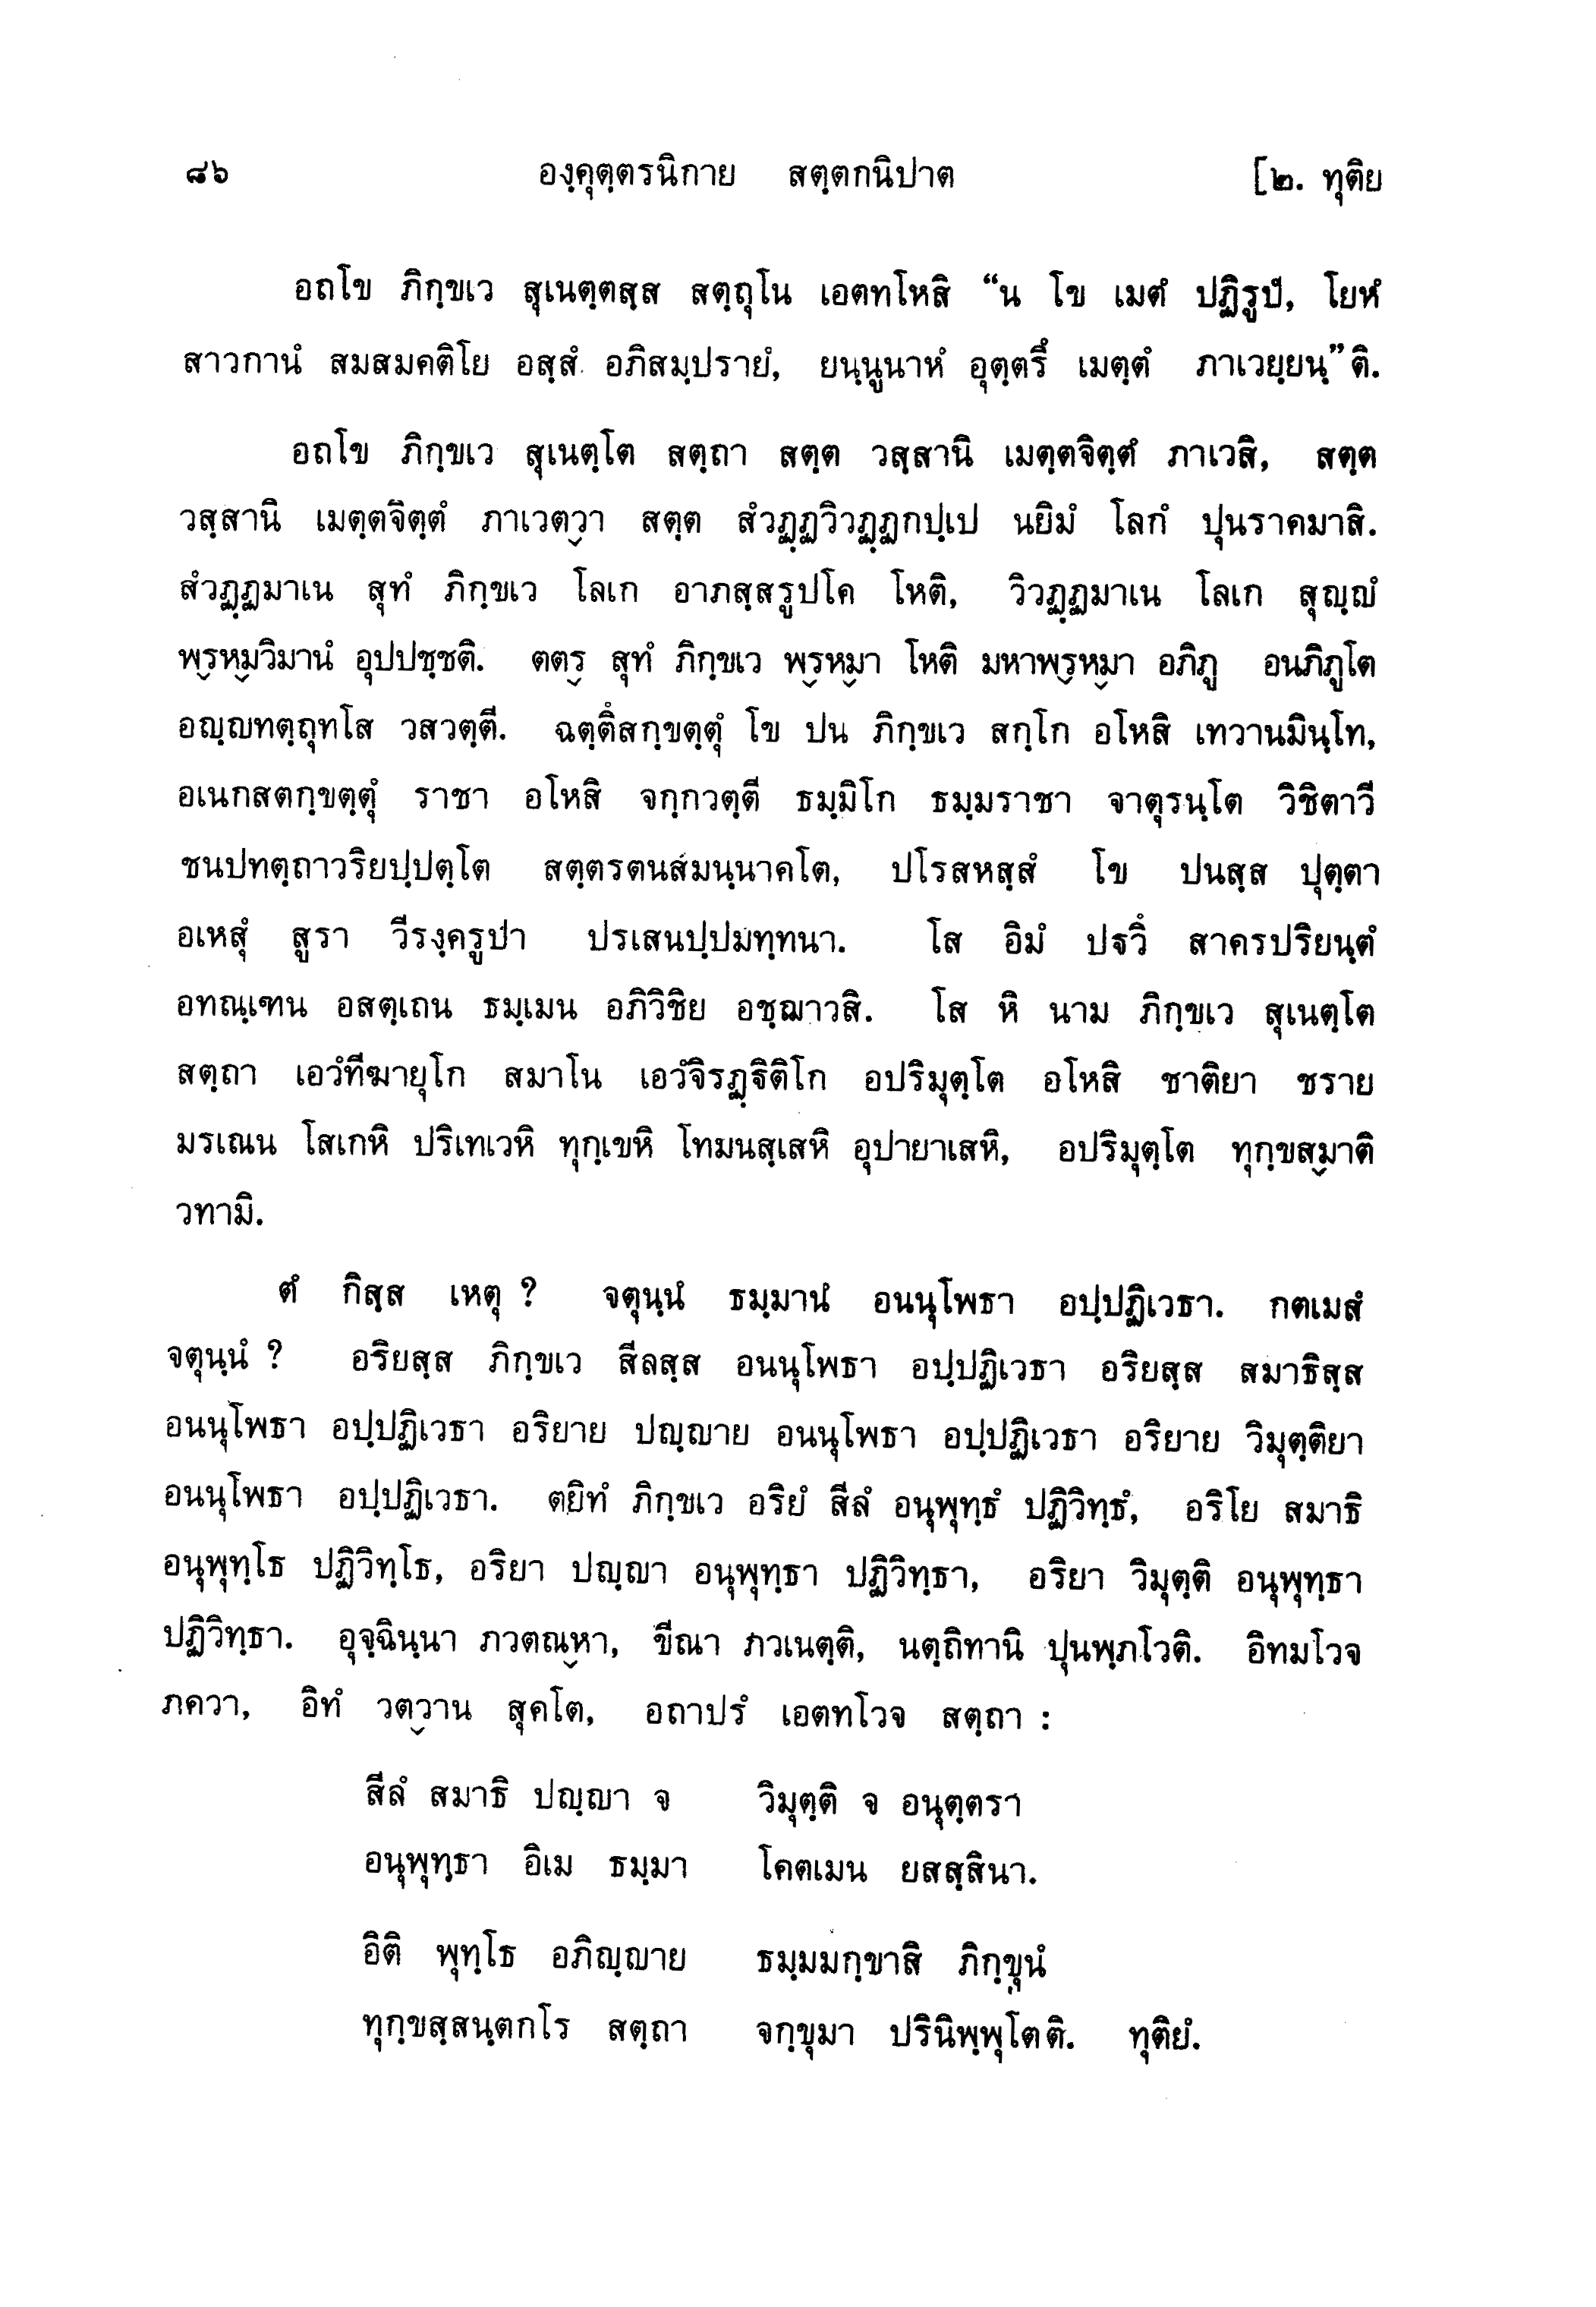 ๘๖ องฺคุตฺตรนิกาย สตฺตกนิปาต [๒. ทุติย
อถโข ภิกฺขเว สุเนตฺตสฺส สตฺถุโน เอตทโหสิ “น โข เมตํ ปฏิรูปํ, โยหํ
สาวกานํ สมสมคติโย อสฺสํ อภิสมฺปรายํ, ยนฺนูนาหํ อุตฺตรึ เมตฺตํ ภาเวยฺยนฺ”ติ.
อถโข ภิกฺขเว สุเนตฺโต สตฺถา สตฺต วสฺสานิ เมตฺตจิตฺตํ ภาเวสิ, สตฺต
วสฺสานิ เมตฺตจิตฺตํ ภาเวตฺวา สตฺต สํวฏฺฏวิวฏฺฏกปฺเป นยิมํ โลกํ ปุนราคมาสิ.
สํวฏฺฏมาเน สุทํ ภิกฺขเว โลเก อาภสฺสรูปโค โหติ, วิวฏฺฏมาเน โลเก สุญฺญํ
พฺรหฺมวิมานํ อุปปชฺชติ. ตตฺร สุทํ ภิกฺขเว พฺรหฺมา โหติ มหาพฺรหฺมา อภิภู อนภิภูโต
อญฺญทตฺถุทโส วสวตฺตี. ฉตฺตึสกฺขตฺตุํ โข ปน ภิกฺขเว สกฺโก อโหสิ เทวานมินฺโท,
อเนกสตกฺขตฺตุํ ราชา อโหสิ จกฺกวตฺตี ธมฺมิโก ธมฺมราชา จาตุรนฺโต วิชิตาวี
ชนปทตฺถาวริยปฺปตฺโต สตฺตรตนสมนฺนาคโต, ปโรสหสฺสํ โข ปนสฺส ปุตฺตา
อเหสุํ สูรา วีรงฺครูปา ปรเสนปฺปมทฺทนา. โส อิมํ ปฐวึ สาครปริยนฺตํ
อทณฺเฑน อสตฺเถน ธมฺเมน อภิวิชิย อชฺฌาวสิ. โส หิ นาม ภิกฺขเว สุเนตฺโต
สตฺถา เอวํทีฆายุโก สมาโน เอวํจิรฏฺฐิติโก อปริมุตฺโต อโหสิ ชาติยา ชราย
มรเณน โสเกหิ ปริเทเวหิ ทุกฺเขหิ โทมนสฺเสหิ อุปายาเสหิ, อปริมุตฺโต ทุกฺขสฺมาติ
วทามิ.
ตํ กิสฺส เหตุ ? จตุนฺนํ ธมฺมานํ อนนุโพธา อปฺปฏิเวธา. กตเมสํ
จตุนฺนํ ? อริยสฺส ภิกฺขเว สีลสฺส อนนุโพธา อปฺปฏิเวธา อริยสฺส สมาธิสฺส
อนนุโพธา อปฺปฏิเวธา อริยาย ปญฺญาย อนนุโพธา อปฺปฏิเวธา อริยาย วิมุตฺติยา
อนนุโพธา อปฺปฏิเวธา. ตยิทํ ภิกฺขเว อริยํ สีลํ อนุพุทฺธํ ปฏิวิทฺธํ, อริโย สมาธิ
อนุพุทฺโธ ปฏิวิทฺโธ, อริยา ปญฺญา อนุพุทฺธา ปฏิวิทฺธา, อริยา วิมุตฺติ อนุพุทฺธา
ปฏิวิทฺธา. อุจฺฉินฺนา ภวตณฺหา, ขีณา ภวเนตฺติ, นตฺถิทานิ ปุนพฺภโวติ. อิทมโวจ
ภควา, อิทํ วตฺวาน สุคโต, อถาปรํ เอตทโวจ สตฺถา :
สีลํ สมาธิ ปญฺญา จ วิมุตฺติ จ อนุตฺตรา
อนุพุทฺธา อิเม ธมฺมา โคตเมน ยสสฺสินา.
อิติ พุทฺโธ อภิญฺญาย ธมฺมมกฺขาสิ ภิกฺขุนํ
ทุกฺขสฺสนฺตกโร สตฺถา จกฺขุมา ปรินิพฺพุโตติ. ทุติยํ.